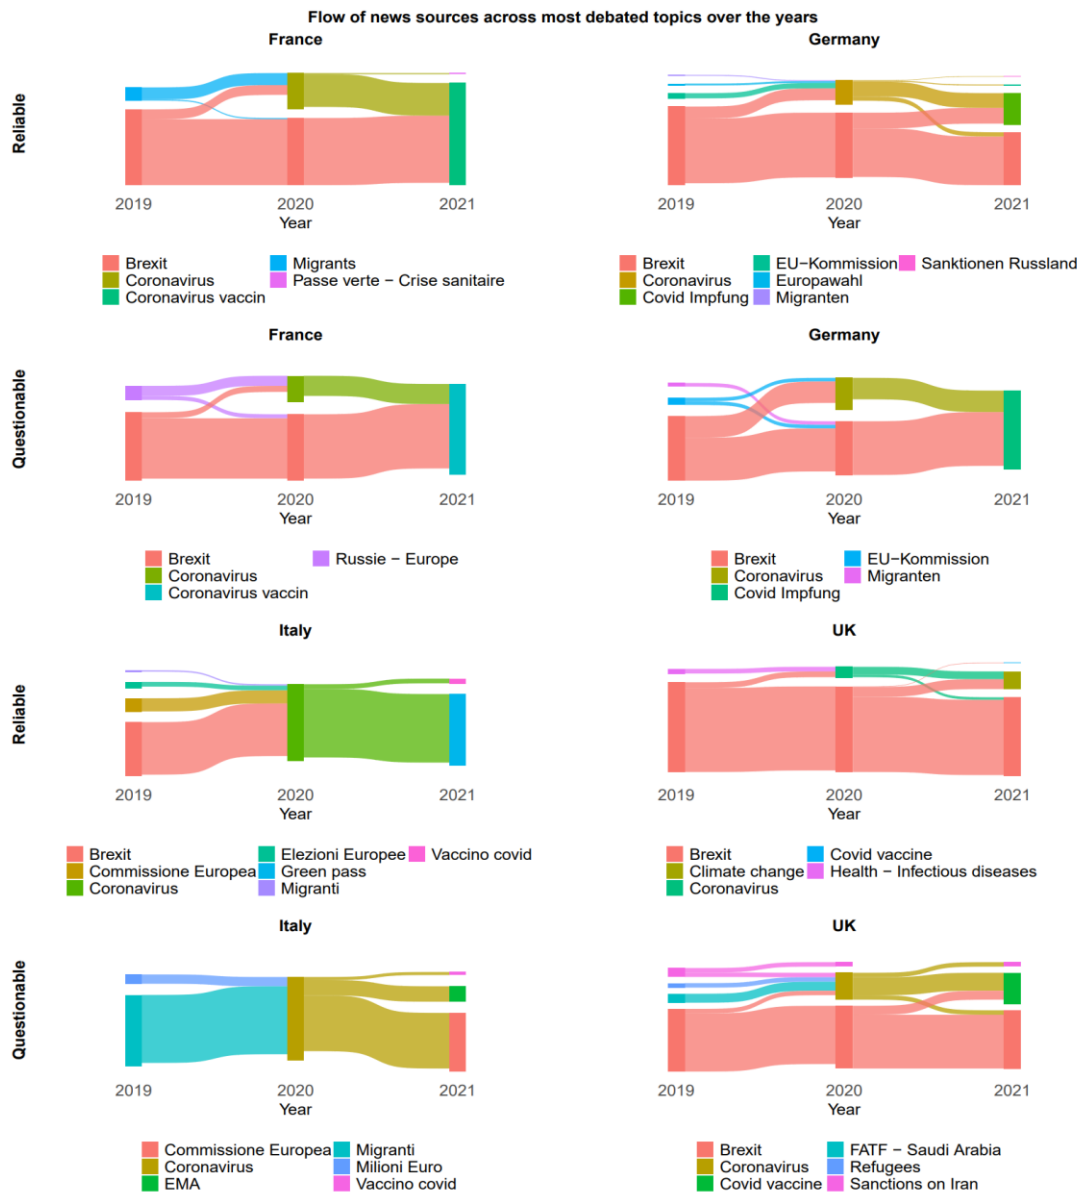 Flow of news sources across most debated topics over the years
France
Germany
Reliable
2019 2020 2021
Year
2019 2020 2021
Year
Brexit
Coronavirus
Coronavirus vaccin
Migrants
Passe verte − Crise sanitaire
Brexit
Coronavirus
Covid Impfung
EU−Kommission
Europawahl
Migranten
Sanktionen Russland
France
Germany
Questionable
2019 2020 2021
Year
2019 2020 2021
Year
Brexit
Coronavirus
Coronavirus vaccin
Russie − Europe
Brexit
Coronavirus
Covid Impfung
EU−Kommission
Migranten
Italy
UK
Reliable
2019 2020 2021
Year
2019 2020 2021
Year
Brexit
Commissione Europea
Coronavirus
Elezioni Europee
Green pass
Migranti
Vaccino covid
Brexit
Climate change
Coronavirus
Covid vaccine
Health − Infectious diseases
Italy
UK
Questionable
2019 2020 2021
Year
2019 2020 2021
Year
Commissione Europea
Coronavirus
EMA
Migranti
Milioni Euro
Vaccino covid
Brexit
Coronavirus
Covid vaccine
FATF − Saudi Arabia
Refugees
Sanctions on Iran